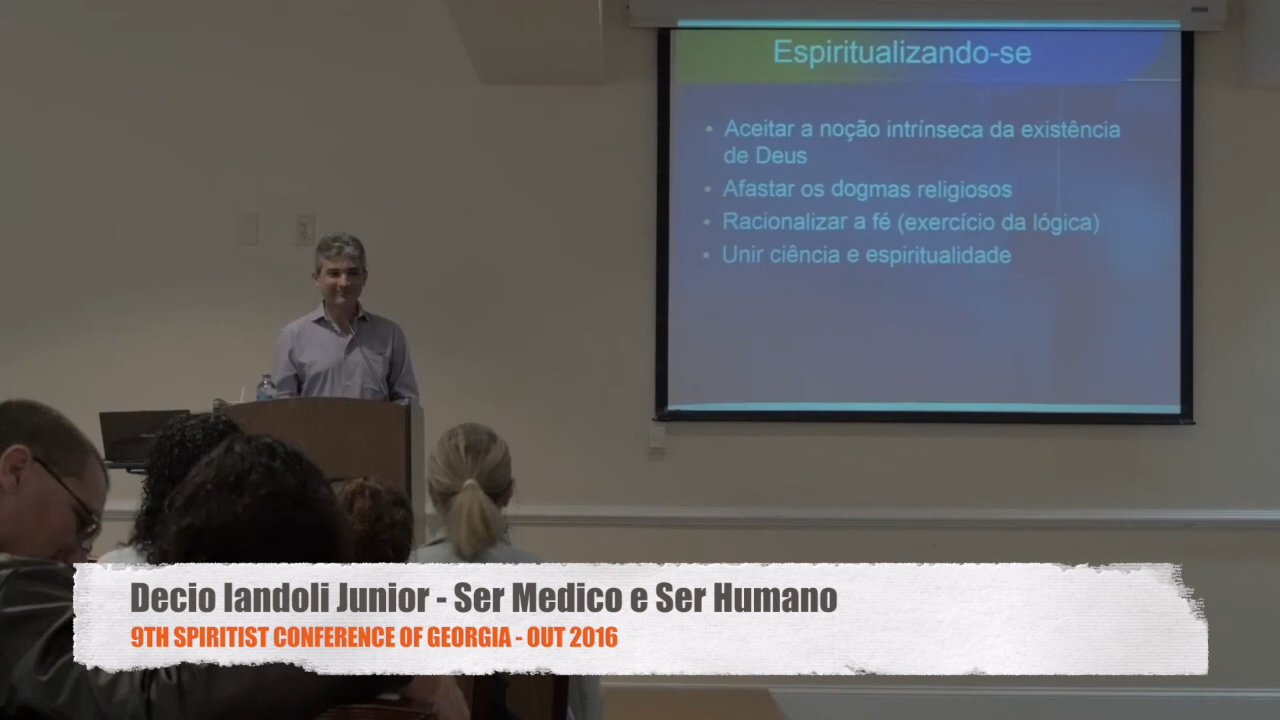 Espiritualizando-se
• Aceitar a noção intrínseca da existência
de Deus
• Afastar os dogmas religiosos
• Racionalizar a fé (exercício da lógica)
• Unir ciência e espiritualidade
Decio Iandoli Junior - Ser Medico e Ser Humano
9TH SPIRITIST CONFERENCE OF GEORGIA - OUT 2016